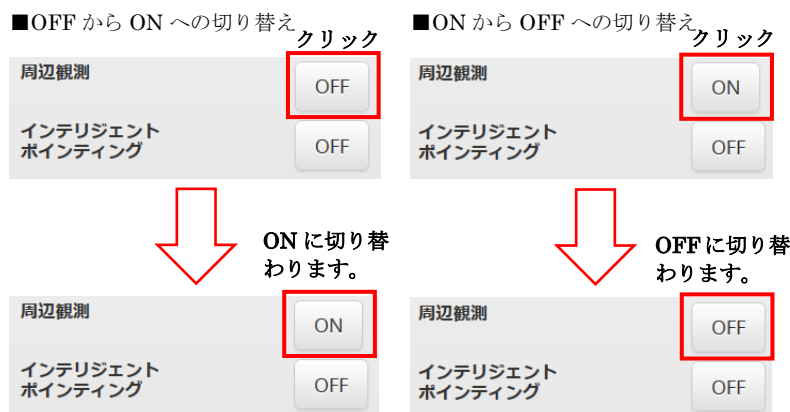 ■OFF から ON への切り替え
クリック
周辺観測
OFF
インテリジェント
ポインティング
OFF
ON に切り替
わります。
周辺観測
ON
インテリジェント
ポインティング
OFF
■ON から OFF への切り替え
クリック
周辺観測
ON
インテリジェント
ポインティング
OFF
OFF に切り替
わります。
周辺観測
OFF
インテリジェント
ポインティング
OFF